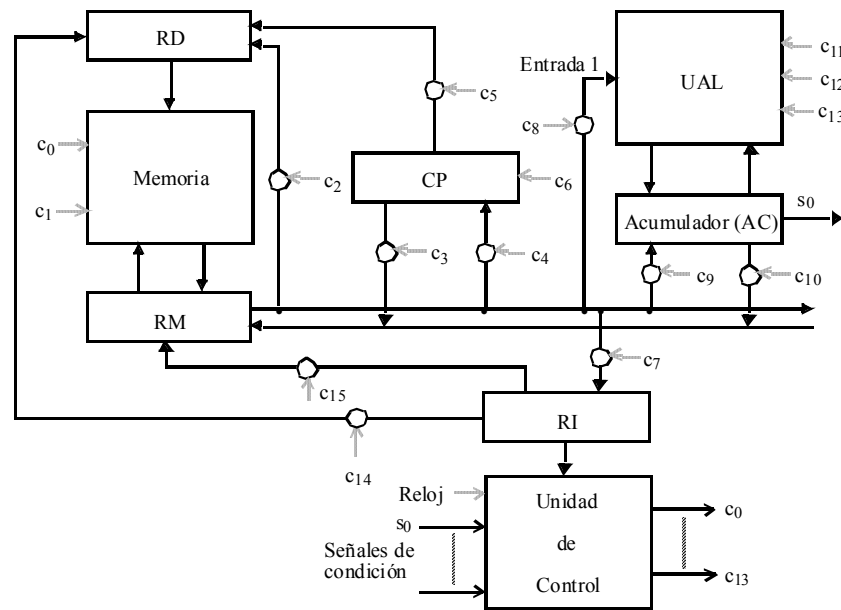 RD
c5
Entrada 1
UAL
c11
c12
c13
c8
c0
Memoria
c1
c2
CP
c6
s0
Acumulador (AC)
c3
c4
c9
c10
RM
c7
c15
RI
c14
Reloj
s0
Señales de
condición
Unidad
de
Control
c0
c13